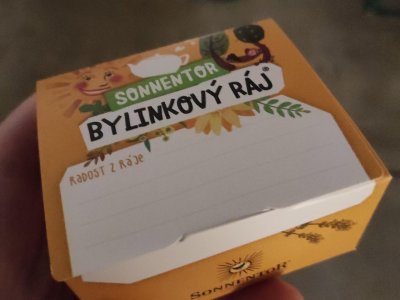 SONNENTOR
BYLINKOVÝ RÁJ®
RADOST Z RÁJE
SONNENTOR®